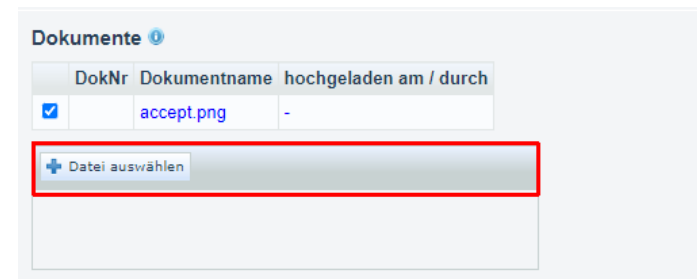 Dokumente
DokNr Dokumentname hochgeladen am / durch
accept.png -
Datei auswählen